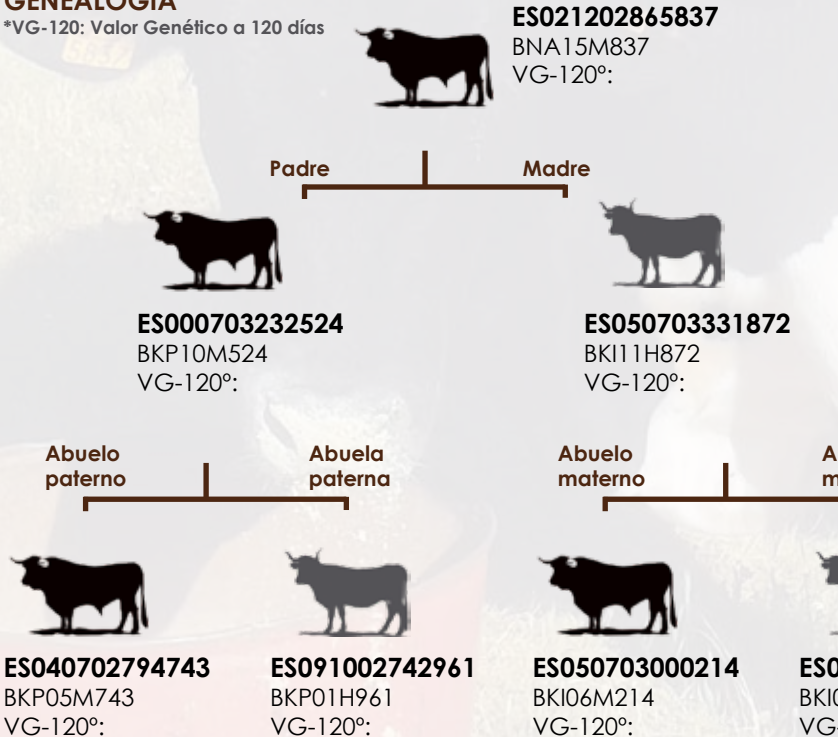 GENEALOGÍA
*VG-120: Valor Genético a 120 días
ES021202865837
BNA15M837
VG-120º:
Padre
Madre
ES000703232524
BKP10M524
VG-120º:
ES050703331872
BKI11H872
VG-120º:
Abuelo
paterno
Abuela
paterna
Abuelo
materno
ES040702794743
BKP05M743
VG-120º:
ES091002742961
BKP01H961
VG-120º:
ES050703000214
BKI06M214
VG-120º: